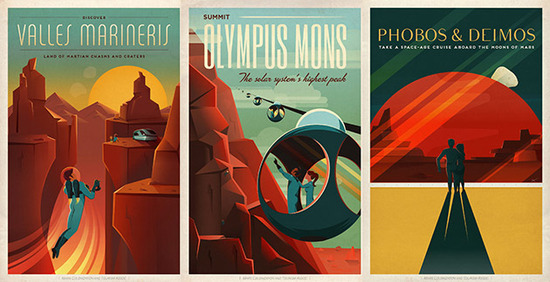 DISCOVER
VALLES MARINERIS
LAND OF MARTIAN CHASMS AND CRATERS
SUMMIT
OLYMPUS MONS
The solar system's highest peak
PHOBOS & DEIMOS
TAKE A SPACE-AGE CRUISE ABOARD THE MOONS OF MARS